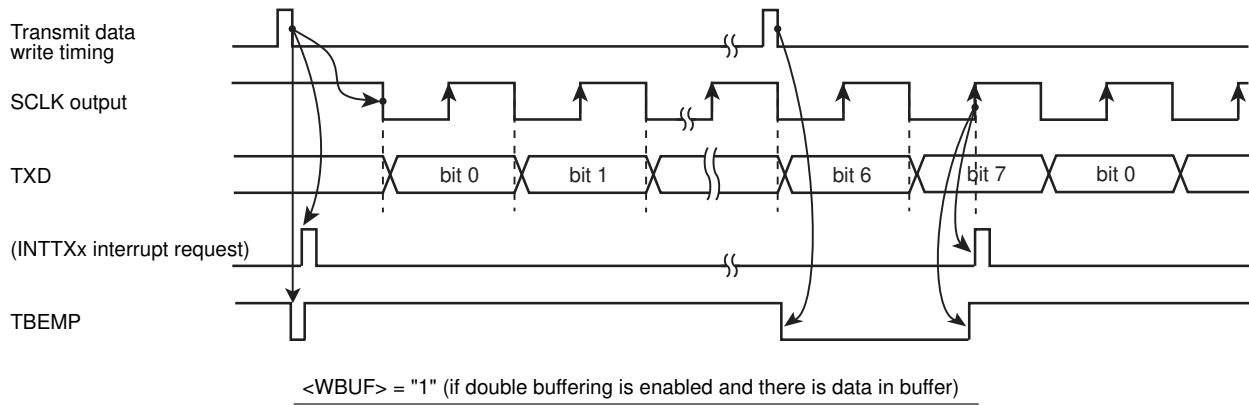 Transmit data
write timing
SCLK output
TXD
bit 0
bit 1
bit 6
bit 7
bit 0
(INTTXx interrupt request)
TBEMP
<WBUF> = "1" (if double buffering is enabled and there is data in buffer)